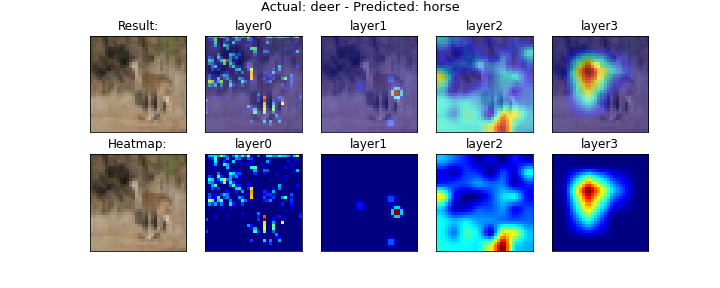 Actual: deer - Predicted: horse
Result: layer0 layer1 layer2 layer3
Heatmap: layer0 layer1 layer2 layer3